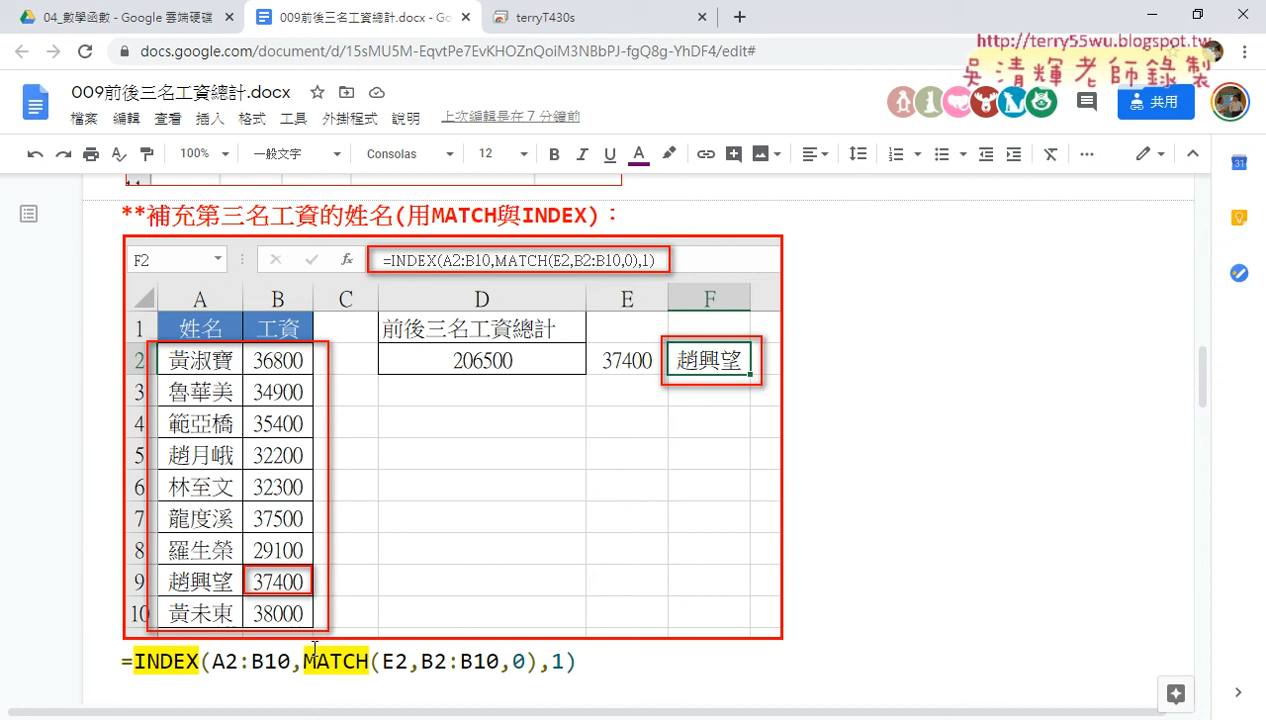 04_數學函數 - Google 雲端硬碟
009前後三名工資總計.docx - Go
terryT430s
docs.google.com/document/d/15sMU5M-EqvtPe7EvKHOZnQoiM3NBbPJ-fgQ8g-YhDF4/edit#
http://terry55wu.blogspot.tw
吳清輝老師錄製
009前後三名工資總計.docx
檔案 編輯 查看 插入 格式 工具 外掛程式 說明 上次編輯是在 7 分鐘前
共用
100% 一般文字 Consolas 12 B I U A
31
**補充第三名工資的姓名(用MATCH與INDEX)：
F2 fx =INDEX(A2:B10,MATCH(E2,B2:B10,0),1)
A B C D E F
1 姓名 工資 前後三名工資總計
2 黃淑寶 36800 206500 37400 趙興望
3 魯華美 34900
4 範亞橋 35400
5 趙月峨 32200
6 林至文 32300
7 龍度溪 37500
8 羅生榮 29100
9 趙興望 37400
10 黃未東 38000
=INDEX(A2:B10,MATCH(E2,B2:B10,0),1)